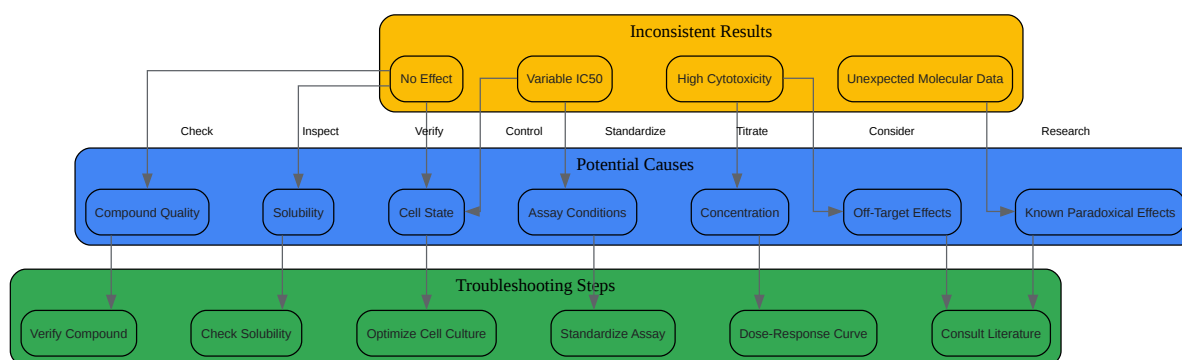 Inconsistent Results
No Effect
Variable IC50
High Cytotoxicity
Unexpected Molecular Data
Check
Inspect
Verify
Control
Standardize
Titrate
Consider
Research
Potential Causes
Compound Quality
Solubility
Cell State
Assay Conditions
Concentration
Off-Target Effects
Known Paradoxical Effects
Troubleshooting Steps
Verify Compound
Check Solubility
Optimize Cell Culture
Standardize Assay
Dose-Response Curve
Consult Literature